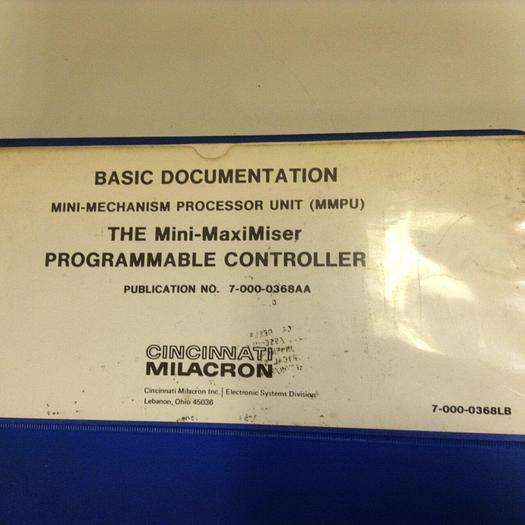 BASIC DOCUMENTATION
MINI-MECHANISM PROCESSOR UNIT (MMPU)
THE Mini-MaxiMiser
PROGRAMMABLE CONTROLLER
PUBLICATION NO. 7-000-0368AA
CINCINNATI
MILACRON
Cincinnati Milacron Inc. | Electronic Systems Division
Lebanon, Ohio 45036
7-000-0368LB